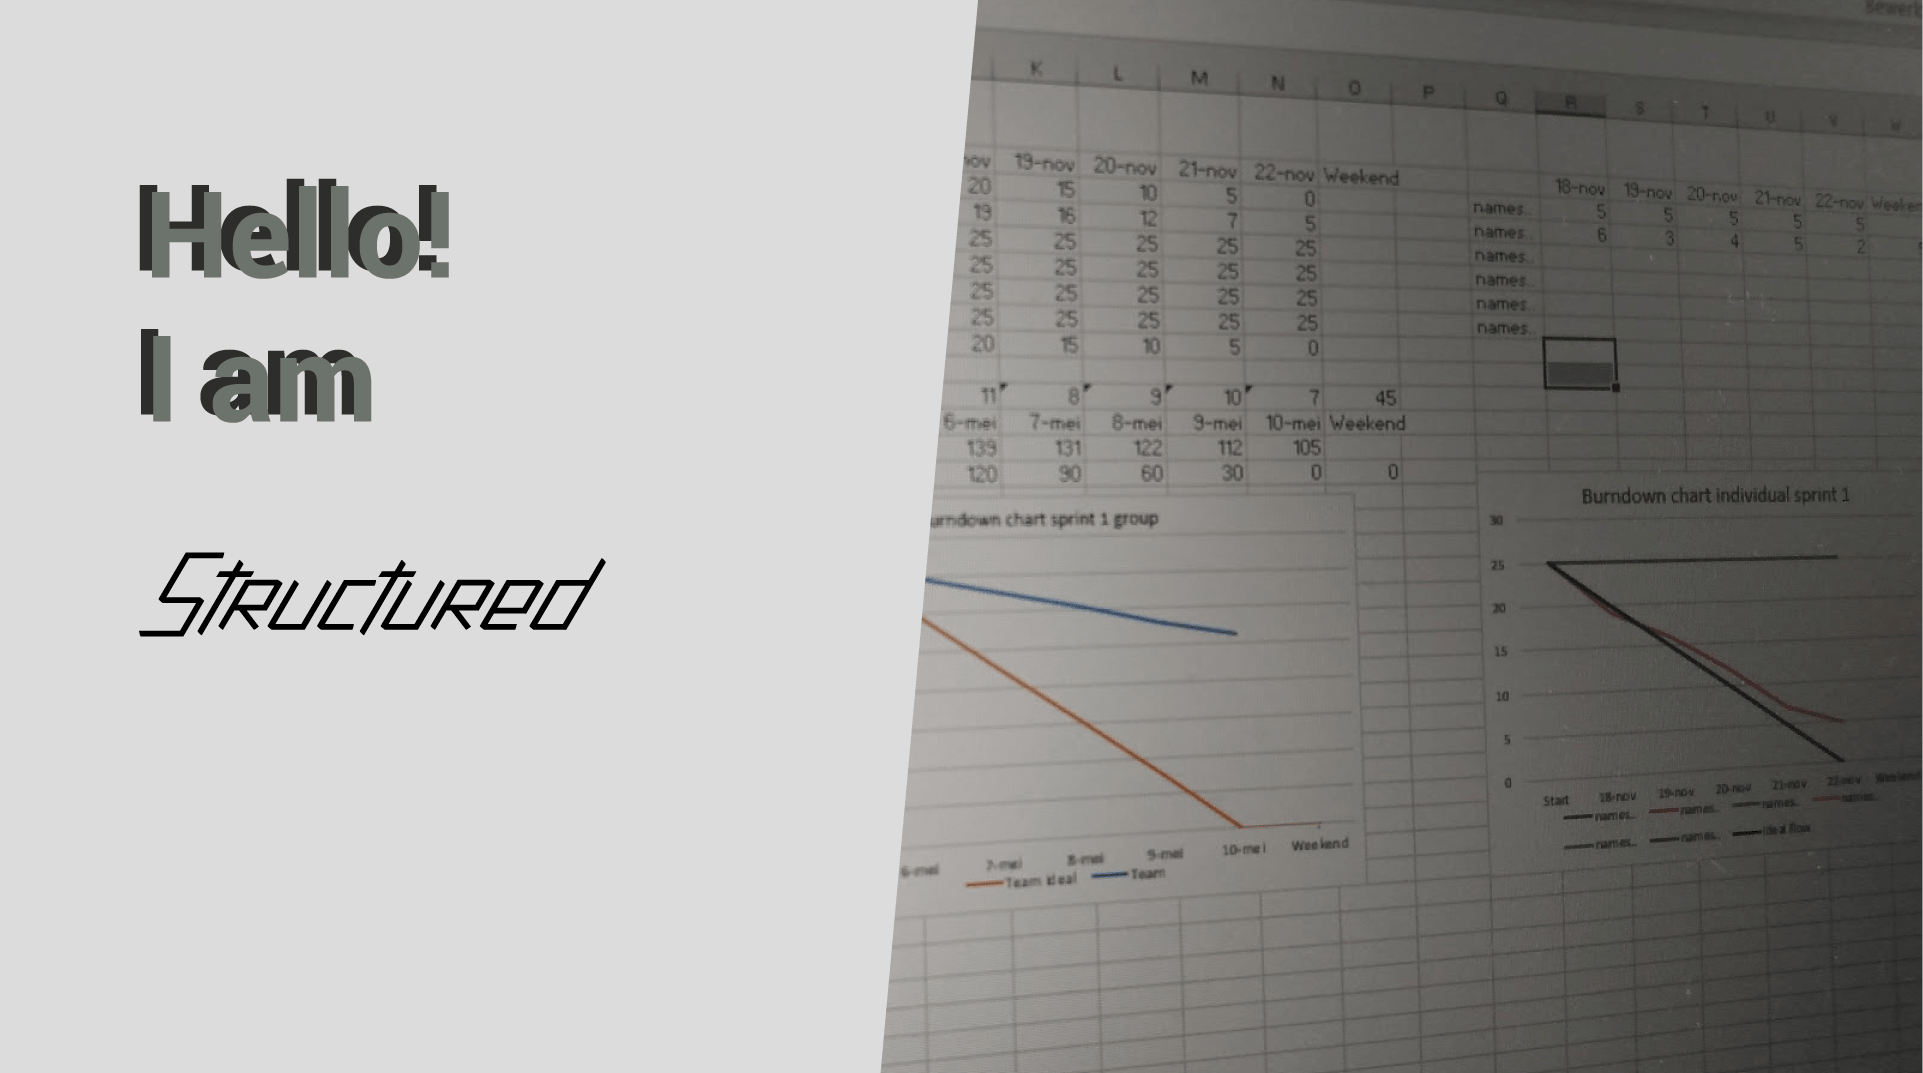 Hello!
I am
Structured
Bewerk
K L M N O P Q R S T U V W
nov 19-nov 20-nov 21-nov 22-nov Weekend
20 15 10 5 0
19 16 12 7 5
25 25 25 25 25
25 25 25 25 25
25 25 25 25 25
25 25 25 25 25
20 15 10 5 0
11 8 9 10 7 45
6-mei 7-mei 8-mei 9-mei 10-mei Weekend
139 131 122 112 105
120 90 60 30 0 0
urndown chart sprint 1 group
6-mei 7-mei 8-mei 9-mei 10-mei Weekend
Team ideal Team
18-nov 19-nov 20-nov 21-nov 22-nov Weeken
names.. 5 5 5 5 5
names.. 6 3 4 5 2
names..
names..
names..
names..
Burndown chart individual sprint 1
30
25
20
15
10
5
0
Start 18-nov 19-nov 20-nov 21-nov 22-nov Weekend
names.. names.. names.. names..
names.. names.. Ideal flow